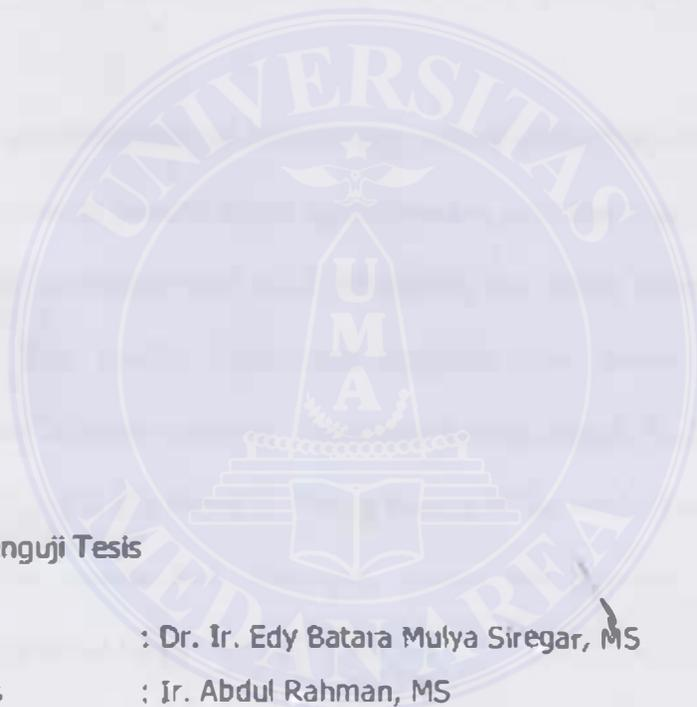 UNIVERSITAS
UMA
MEDAN AREA
nguji Tesis
: Dr. Ir. Edy Batara Mulya Siregar, MS
s : Ir. Abdul Rahman, MS